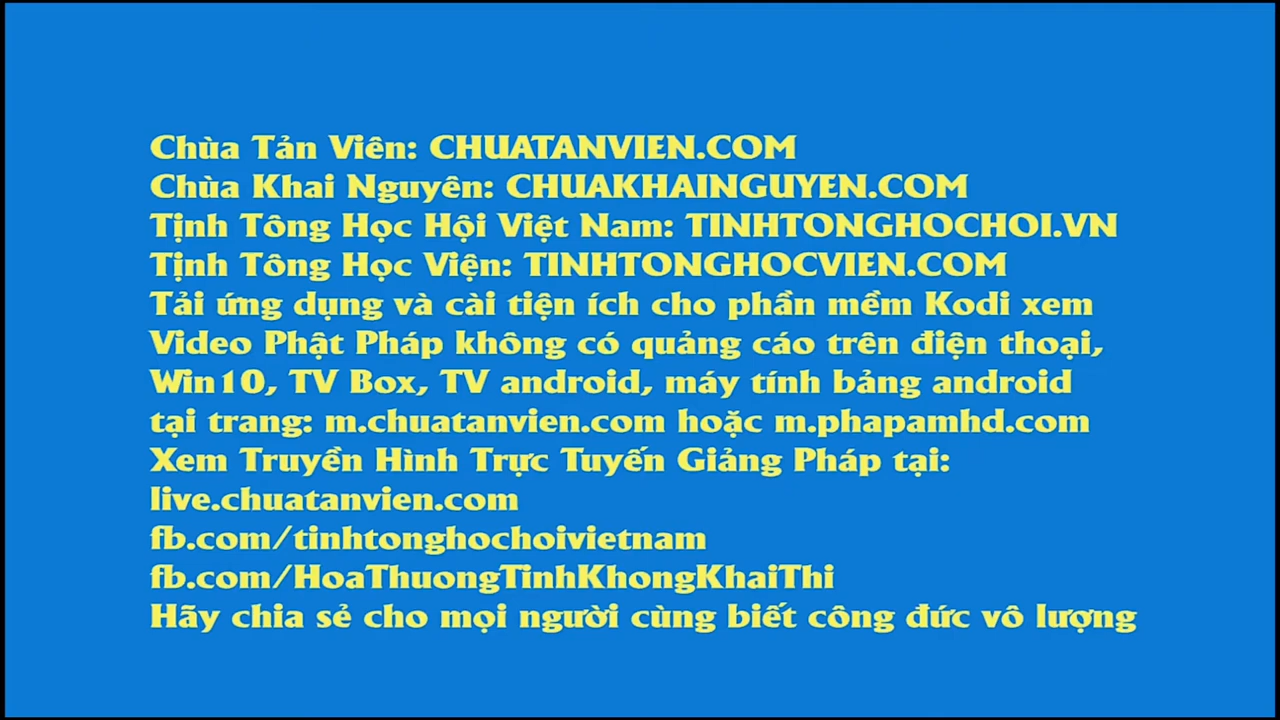 Chùa Tản Viên: CHUATANVIEN.COM
Chùa Khai Nguyên: CHUAKHAINGUYEN.COM
Tịnh Tông Học Hội Việt Nam: TINHTONGHOCHOI.VN
Tịnh Tông Học Viện: TINHTONGHOCVIEN.COM
Tải ứng dụng và cài tiện ích cho phần mềm Kodi xem
Video Phật Pháp không có quảng cáo trên điện thoại,
Win10, TV Box, TV android, máy tính bảng android
tại trang: m.chuatanvien.com hoặc m.phapamhd.com
Xem Truyền Hình Trực Tuyến Giảng Pháp tại:
live.chuatanvien.com
fb.com/tinhtonghochoivietnam
fb.com/HoaThuongTinhKhongKhaiThi
Hãy chia sẻ cho mọi người cùng biết công đức vô lượng